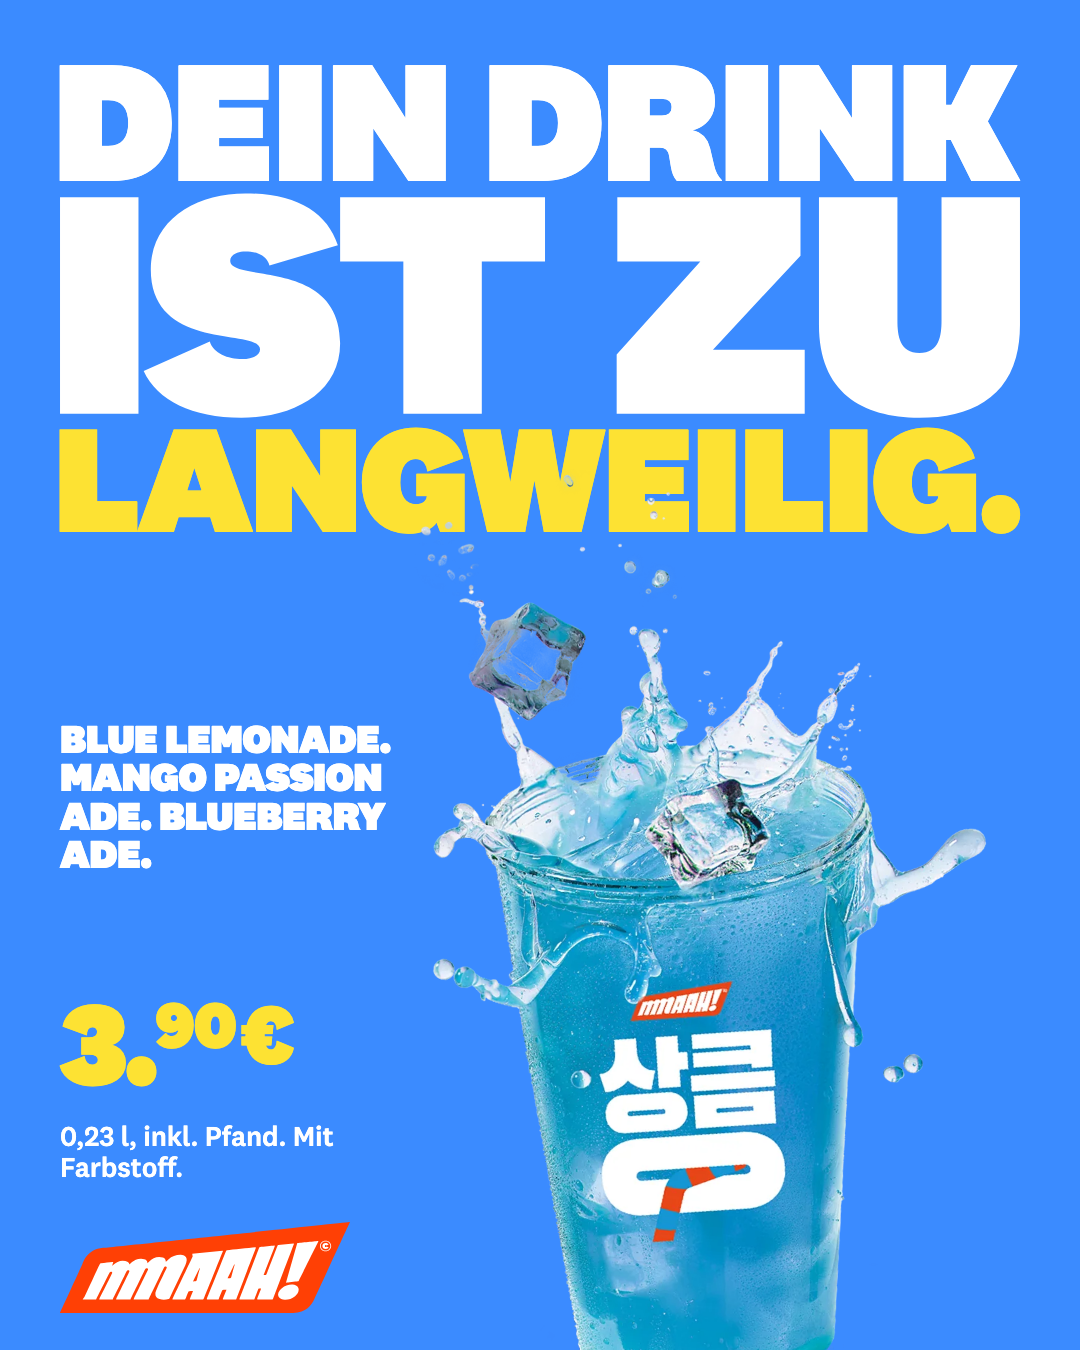 DEIN DRINK
IST ZU
LANGWEILIG.
BLUE LEMONADE.
MANGO PASSION
ADE. BLUEBERRY
ADE.
3.90€
0,23 l, inkl. Pfand. Mit
Farbstoff.
mmAAH!©
mmAAH!
상큼